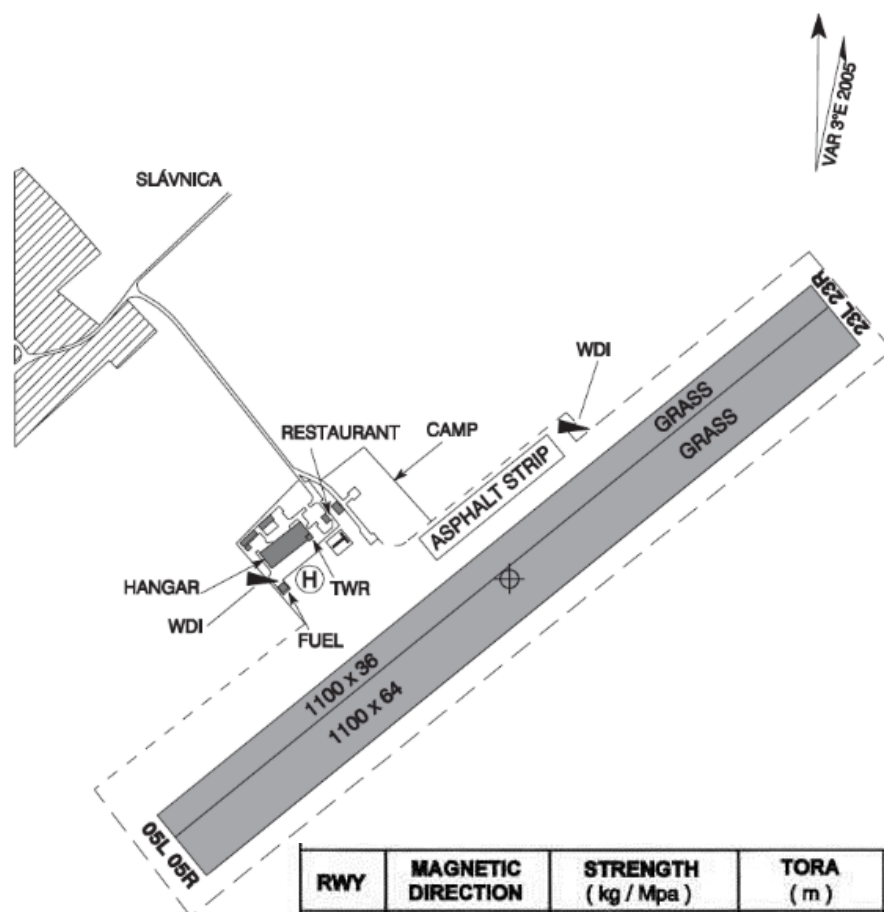 VAR 3°E 2005
SLÁVNICA
23L 23R
WDI
GRASS
GRASS
RESTAURANT
CAMP
ASPHALT STRIP
T
HANGAR
H
TWR
WDI
FUEL
1100 x 36
1100 x 64
05L 05R
RWY
MAGNETIC
DIRECTION
STRENGTH
( kg / Mpa )
TORA
( m )